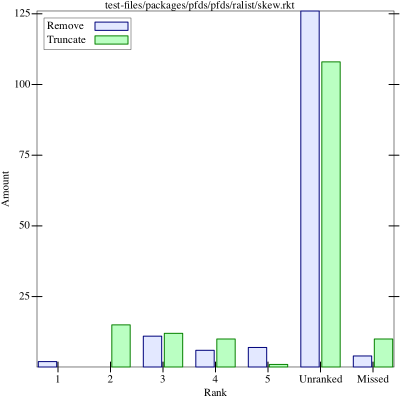 test-files/packages/pfds/pfds/ralist/skew.rkt
125
Remove
Truncate
100
75
50
25
Amount
1 2 3 4 5 Unranked Missed
Rank